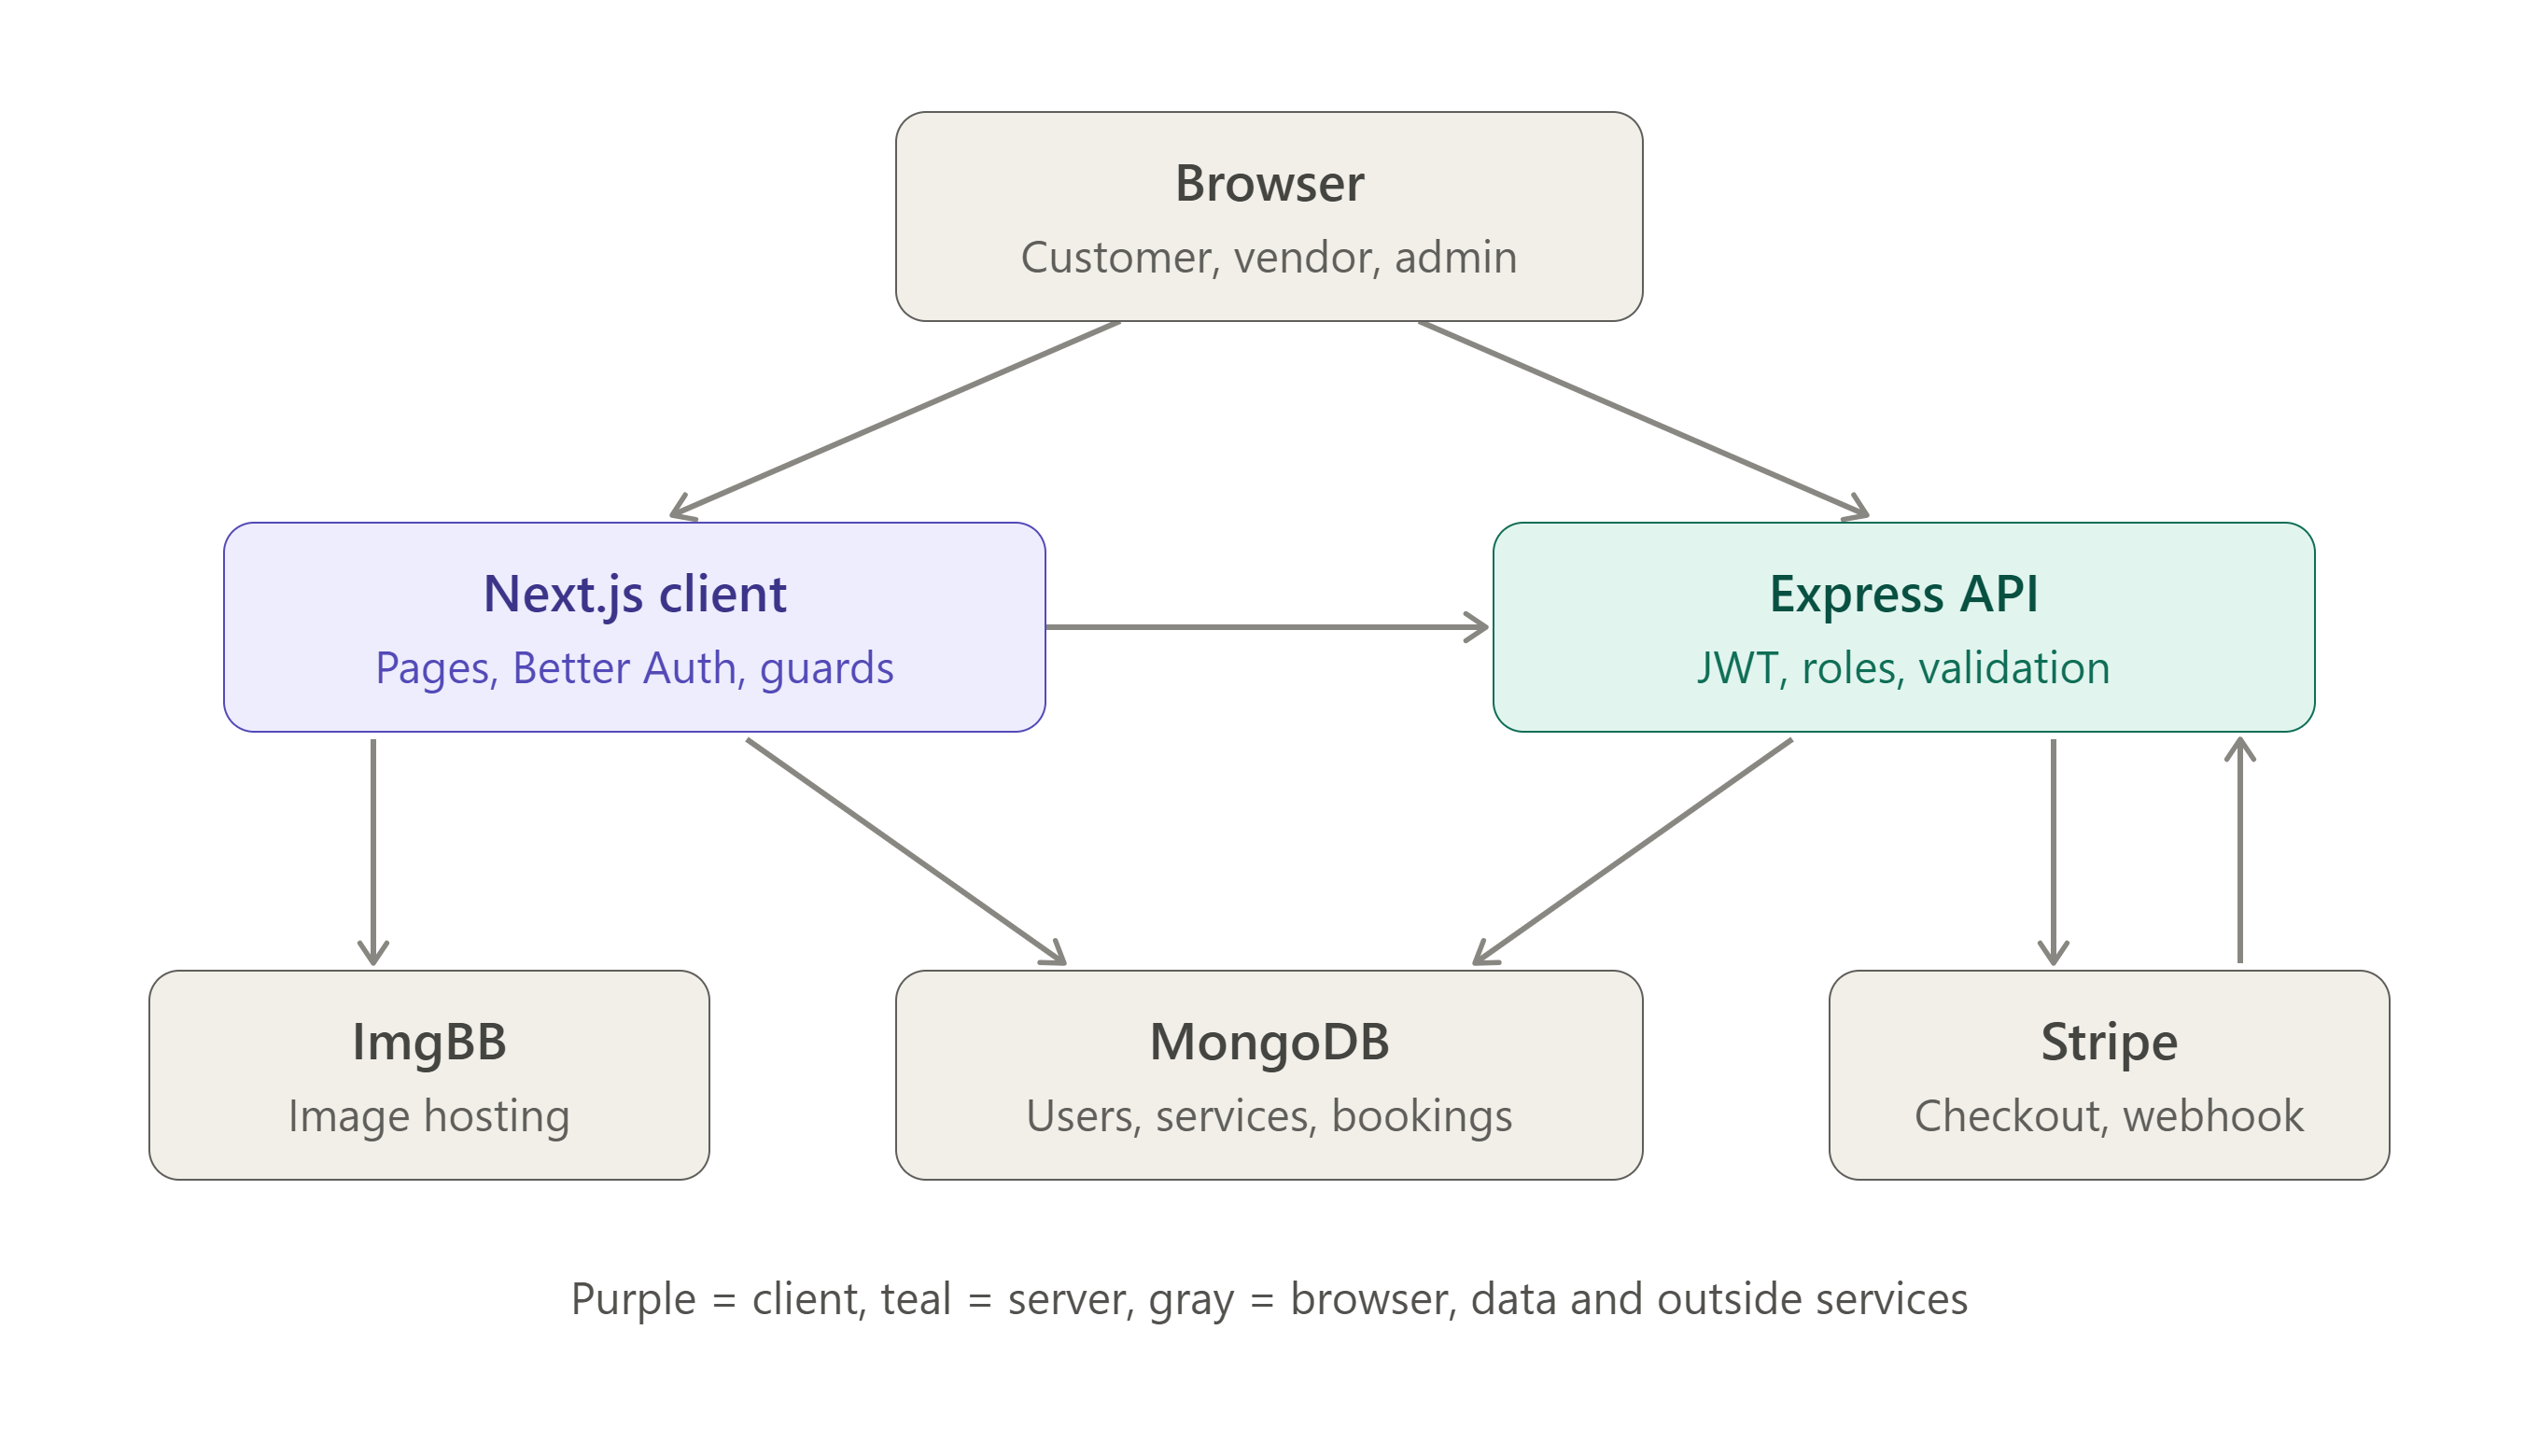 Browser
Customer, vendor, admin
Next.js client
Pages, Better Auth, guards
Express API
JWT, roles, validation
ImgBB
Image hosting
MongoDB
Users, services, bookings
Stripe
Checkout, webhook
Purple = client, teal = server, gray = browser, data and outside services